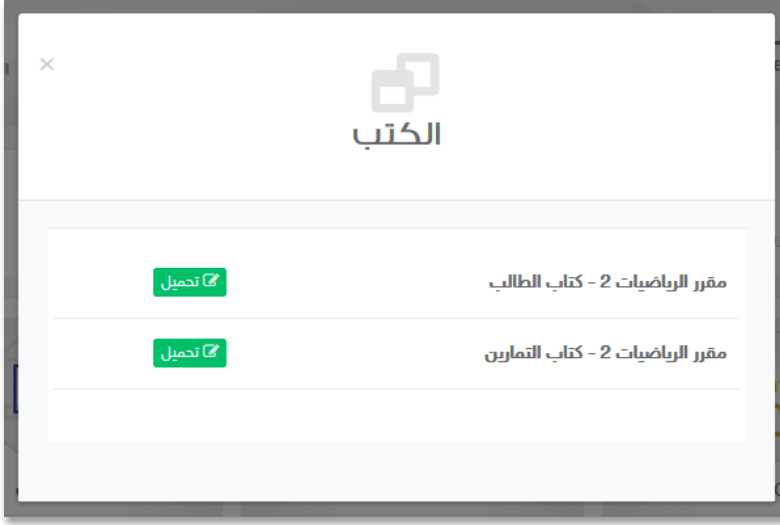 ×
الكتب
مقرر الرياضيات 2 - كتاب الطالب
تحميل
مقرر الرياضيات 2 - كتاب التمارين
تحميل